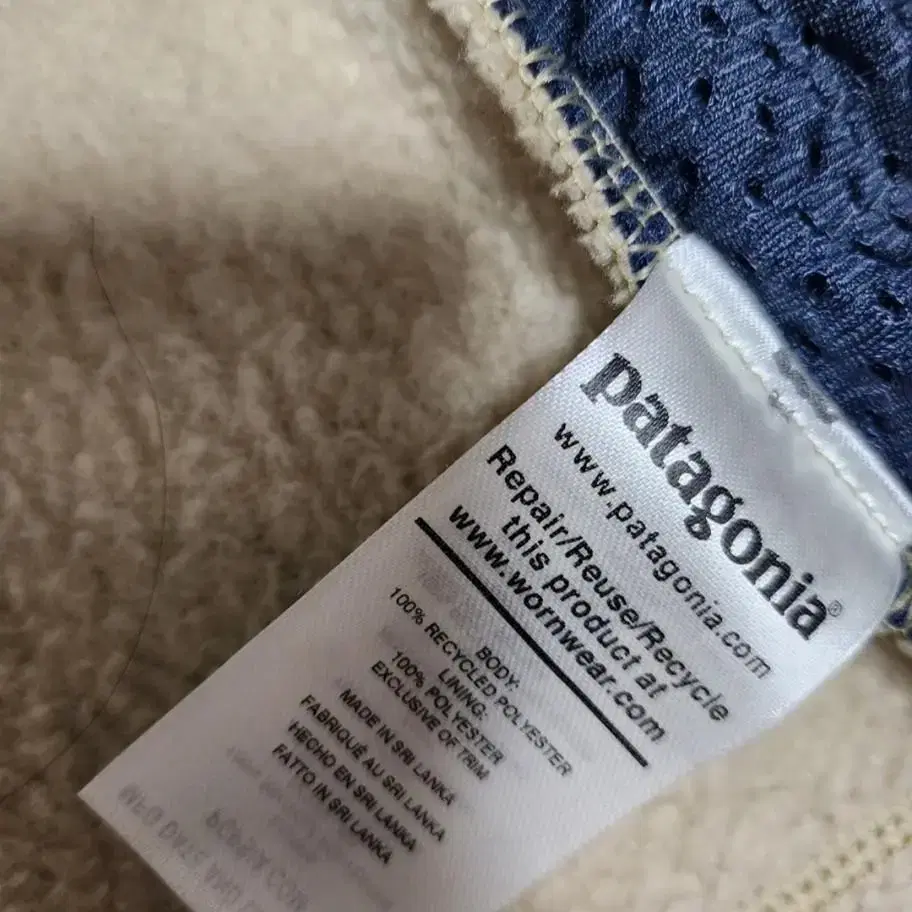 patagonia®
www.patagonia.com
Repair/Reuse/Recycle
this product at
www.wornwear.com
BODY:
100% RECYCLED POLYESTER
LINING:
100% POLYESTER
EXCLUSIVE OF TRIM
MADE IN SRI LANKA
FABRIQUÉ AU SRI LANKA
HECHO EN SRI LANKA
FATTO IN SRI LANKA